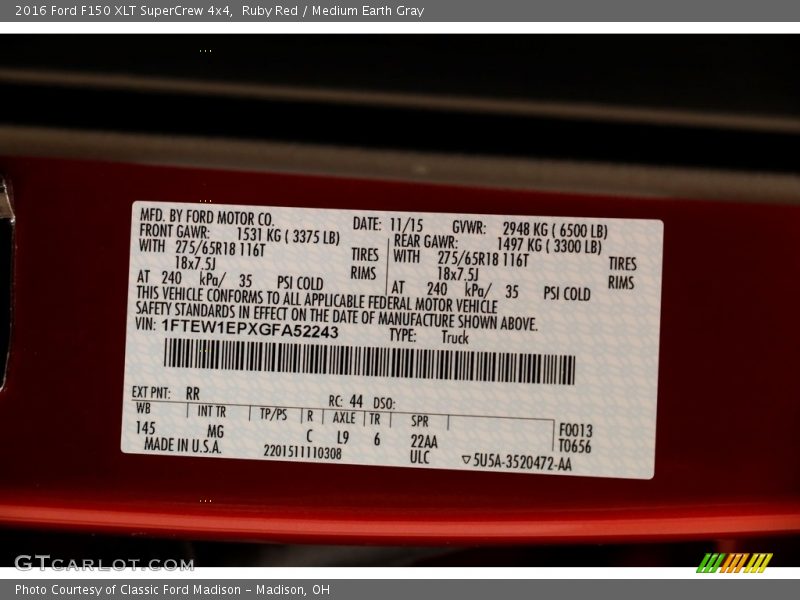 2016 Ford F150 XLT SuperCrew 4x4, Ruby Red / Medium Earth Gray
MFD. BY FORD MOTOR CO.
DATE: 11/15 GVWR: 2948 KG ( 6500 LB)
FRONT GAWR: 1531 KG ( 3375 LB)
REAR GAWR: 1497 KG ( 3300 LB)
WITH 275/65R18 116T TIRES
WITH 275/65R18 116T TIRES
18x7.5J RIMS
18x7.5J RIMS
AT 240 kPa/ 35 PSI COLD
AT 240 kPa/ 35 PSI COLD
THIS VEHICLE CONFORMS TO ALL APPLICABLE FEDERAL MOTOR VEHICLE
SAFETY STANDARDS IN EFFECT ON THE DATE OF MANUFACTURE SHOWN ABOVE.
VIN: 1FTEW1EPXGFA52243 TYPE: Truck
EXT PNT: RR RC: 44 DSO:
WB INT TR TP/PS R AXLE TR SPR F0013
145 MG C L9 6 22AA T0656
MADE IN U.S.A. 2201511110308 ULC ▽5U5A-3520472-AA
GTCARLOT.COM
Photo Courtesy of Classic Ford Madison - Madison, OH